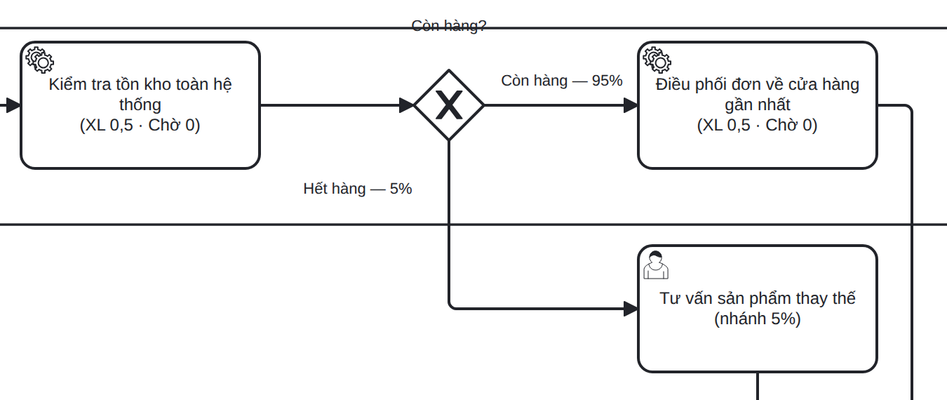 Còn hàng?
Kiểm tra tồn kho toàn hệ
thống
(XL 0,5 · Chờ 0)
X
Còn hàng — 95%
Điều phối đơn về cửa hàng
gần nhất
(XL 0,5 · Chờ 0)
Hết hàng — 5%
Tư vấn sản phẩm thay thế
(nhánh 5%)